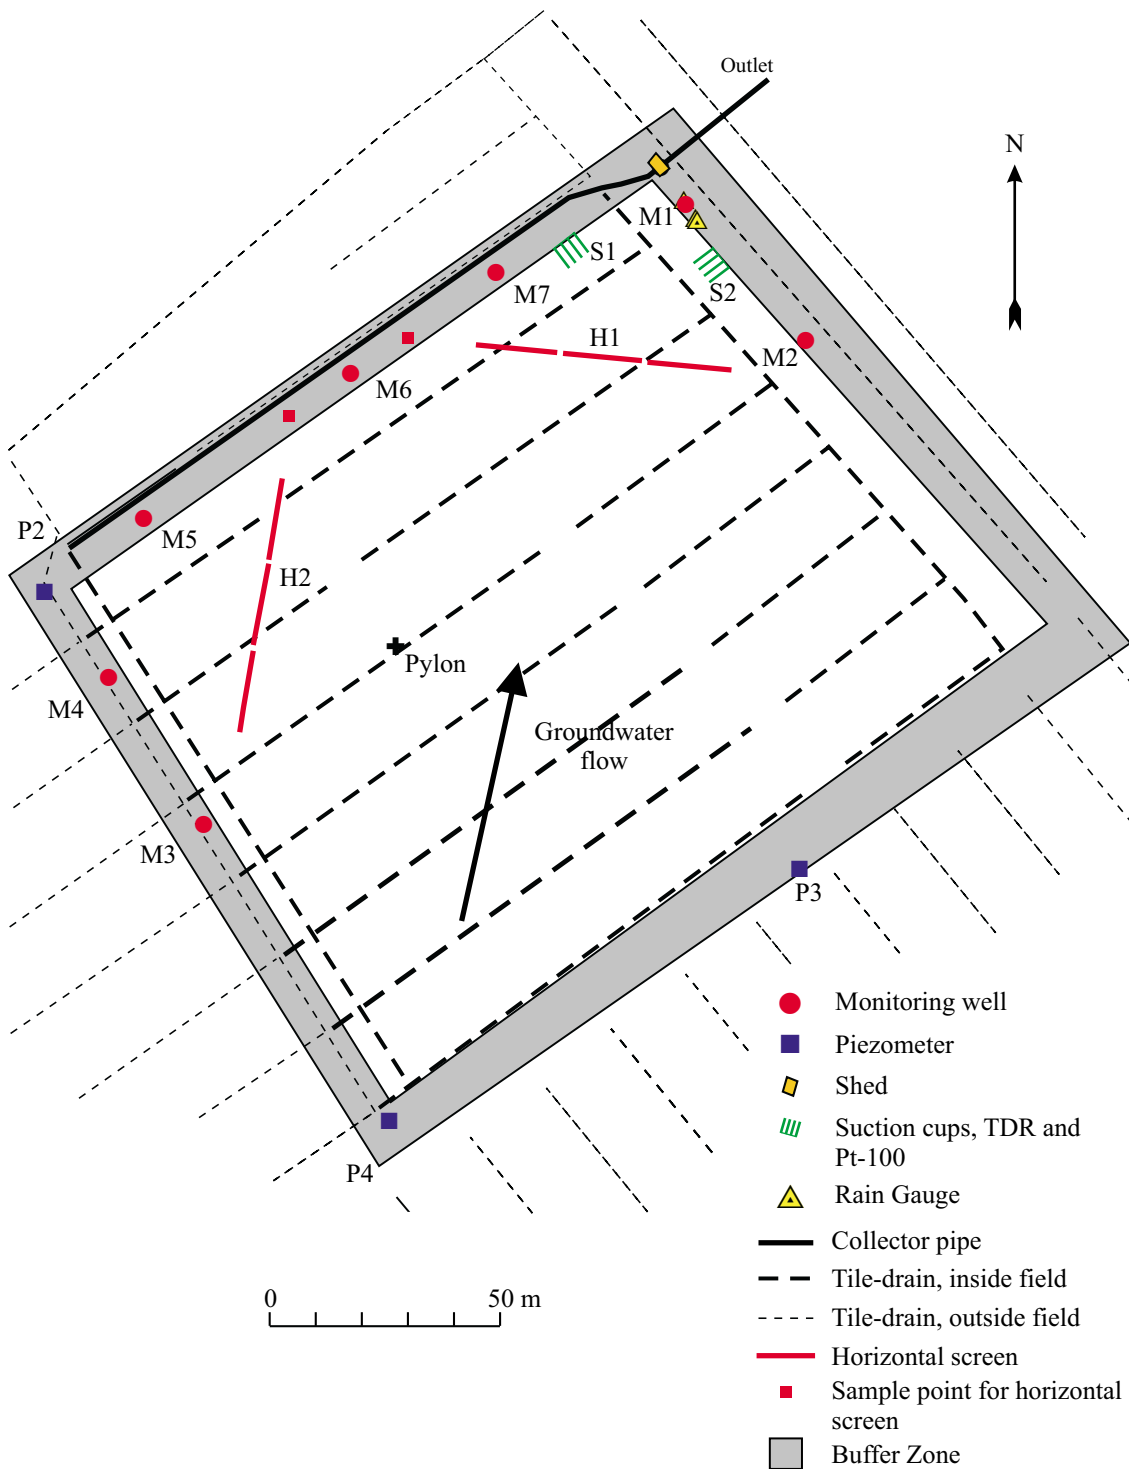 Outlet
N
M1
S1
S2
M7
H1
M2
M6
P2
M5
H2
Pylon
M4
Groundwater
flow
M3
P3
P4
Monitoring well
Piezometer
Shed
Suction cups, TDR and
Pt-100
Rain Gauge
Collector pipe
Tile-drain, inside field
Tile-drain, outside field
Horizontal screen
Sample point for horizontal
screen
Buffer Zone
0 50 m